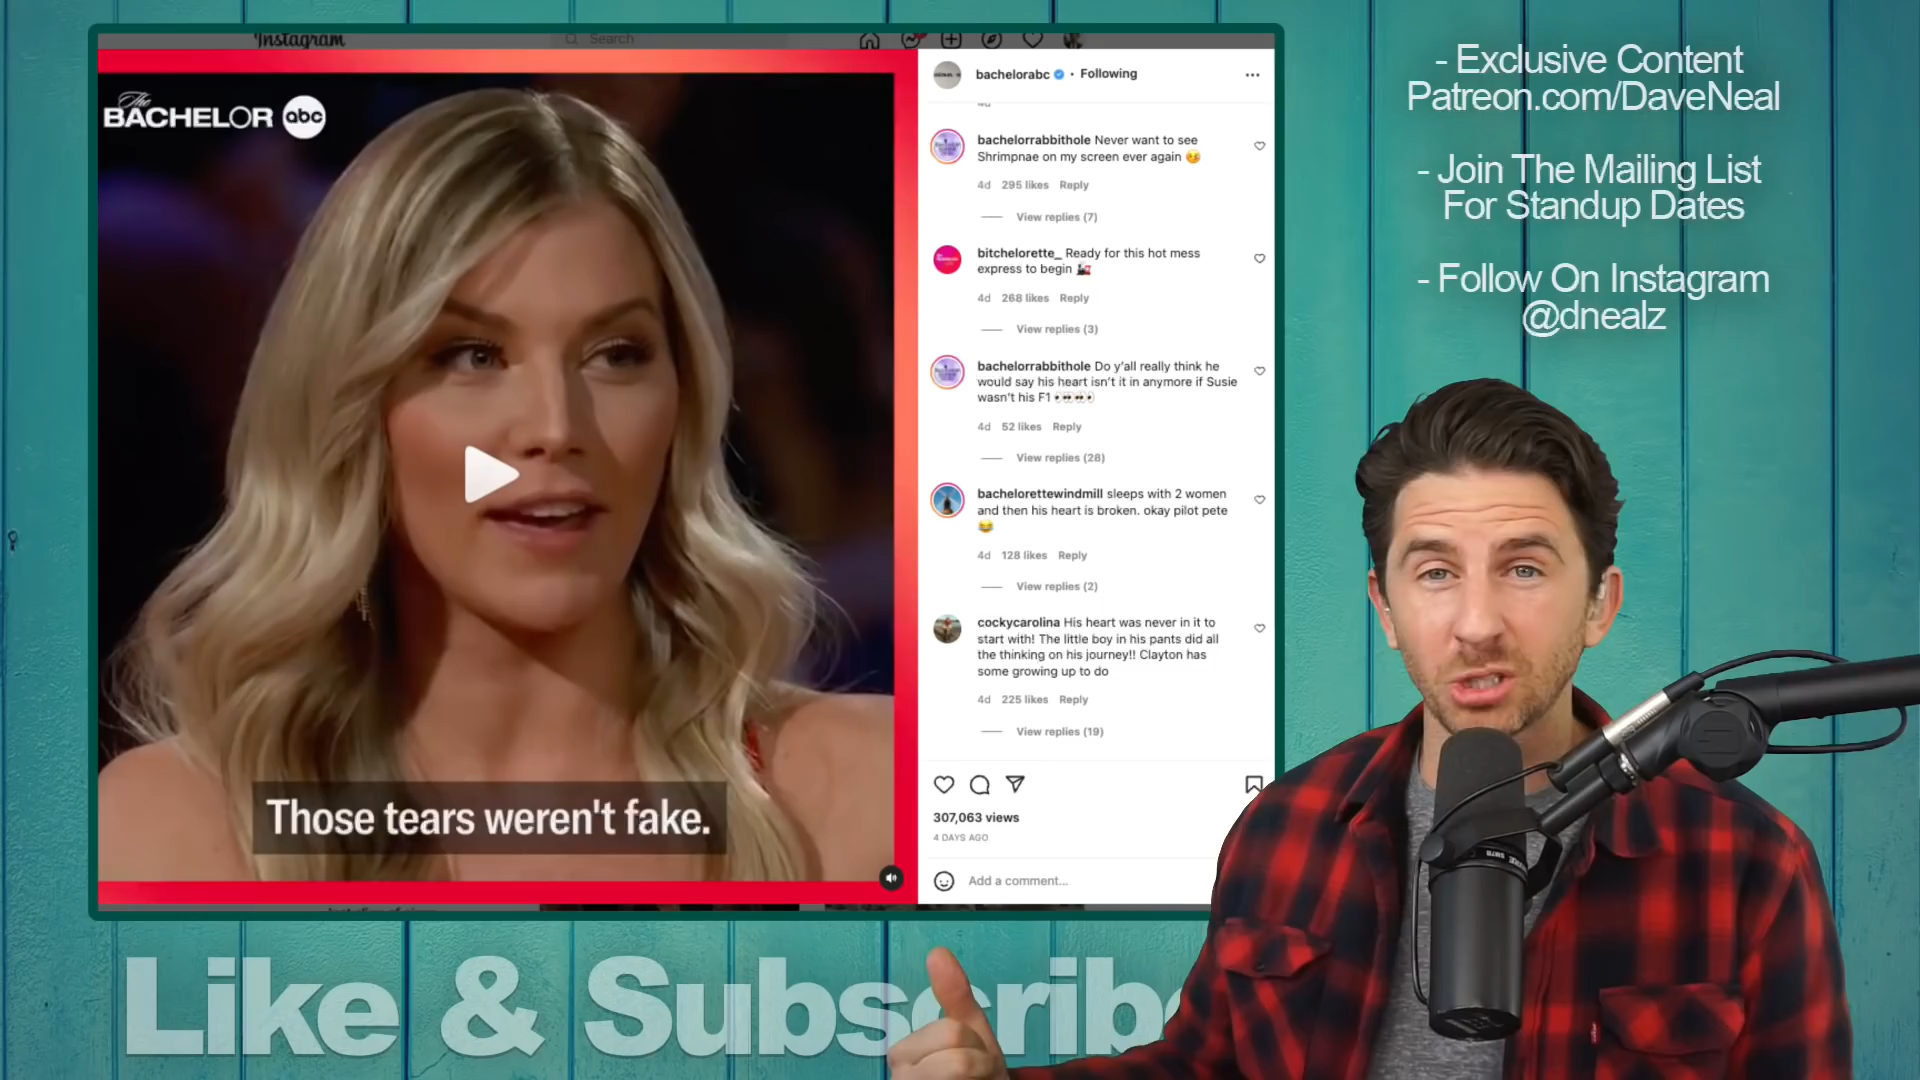 Instagram
Search
The
BACHELOR abc
Those tears weren't fake.
bachelorabc • Following
4d
bachelorrabbithole Never want to see
Shrimpnae on my screen ever again 🤒
4d 295 likes Reply
View replies (7)
bitchelorette_ Ready for this hot mess
express to begin 🚂
4d 268 likes Reply
View replies (3)
bachelorrabbithole Do y'all really think he
would say his heart isn't it in anymore if Susie
wasn't his F1 👀👀👀
4d 52 likes Reply
View replies (28)
bachelorettewindmill sleeps with 2 women
and then his heart is broken. okay pilot pete
😂
4d 128 likes Reply
View replies (2)
cockycarolina His heart was never in it to
start with! The little boy in his pants did all
the thinking on his journey!! Clayton has
some growing up to do
4d 225 likes Reply
View replies (19)
307,063 views
4 DAYS AGO
Add a comment...
- Exclusive Content
Patreon.com/DaveNeal
- Join The Mailing List
For Standup Dates
- Follow On Instagram
@dnealz
Like & Subscribe